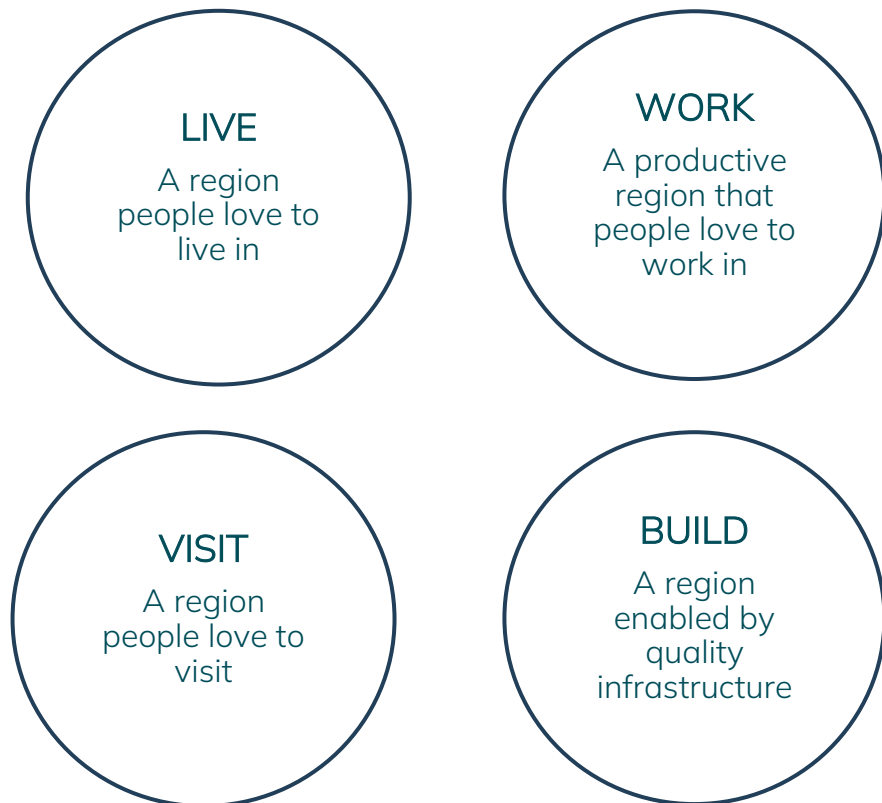 LIVE
A region
people love to
live in
WORK
A productive
region that
people love to
work in
VISIT
A region
people love to
visit
BUILD
A region
enabled by
quality
infrastructure